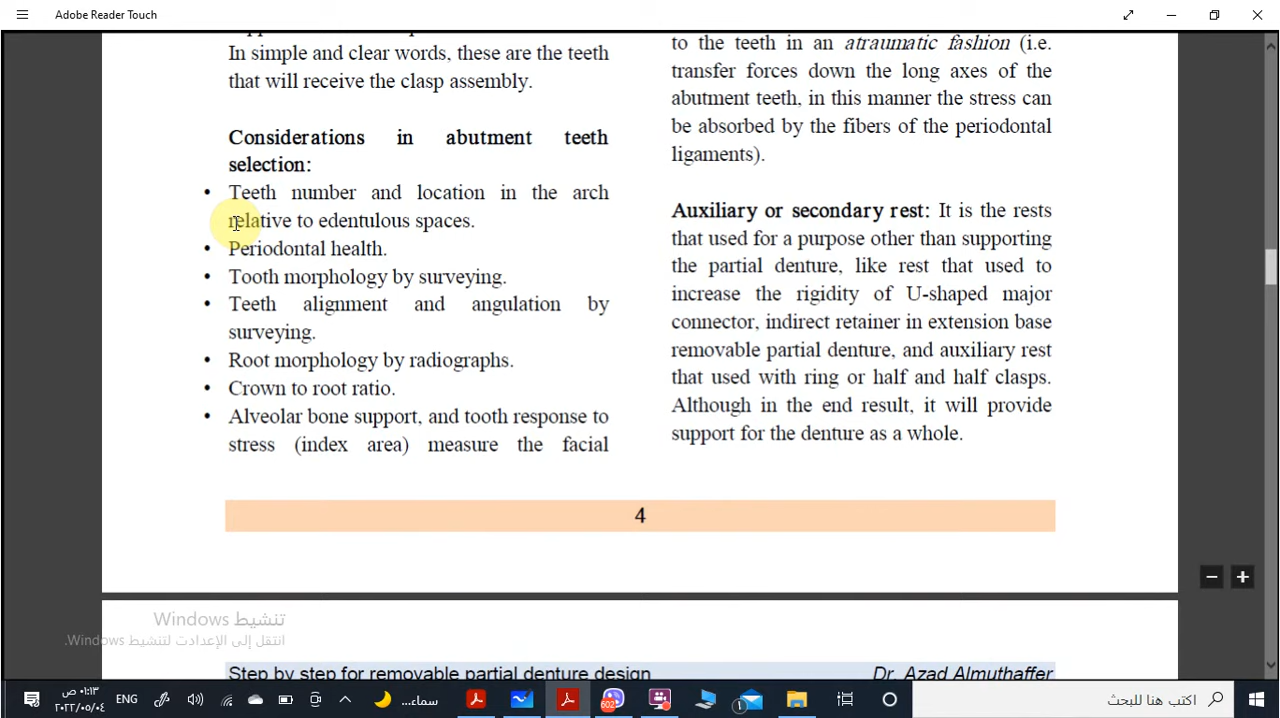 Adobe Reader Touch
In simple and clear words, these are the teeth
that will receive the clasp assembly.
Considerations in abutment teeth
selection:
• Teeth number and location in the arch
relative to edentulous spaces.
• Periodontal health.
• Tooth morphology by surveying.
• Teeth alignment and angulation by
surveying.
• Root morphology by radiographs.
• Crown to root ratio.
• Alveolar bone support, and tooth response to
stress (index area) measure the facial
to the teeth in an atraumatic fashion (i.e.
transfer forces down the long axes of the
abutment teeth, in this manner the stress can
be absorbed by the fibers of the periodontal
ligaments).
Auxiliary or secondary rest: It is the rests
that used for a purpose other than supporting
the partial denture, like rest that used to
increase the rigidity of U-shaped major
connector, indirect retainer in extension base
removable partial denture, and auxiliary rest
that used with ring or half and half clasps.
Although in the end result, it will provide
support for the denture as a whole.
4
تنشيط Windows
انتقل إلى الإعدادت لتنشيط Windows.
Step by step for removable partial denture design
Dr. Azad Almuthaffer
٠١:١٣ ص
٢٠٢٢/٠٥/٠٤
ENG
سماء...
602
١
اكتب هنا للبحث